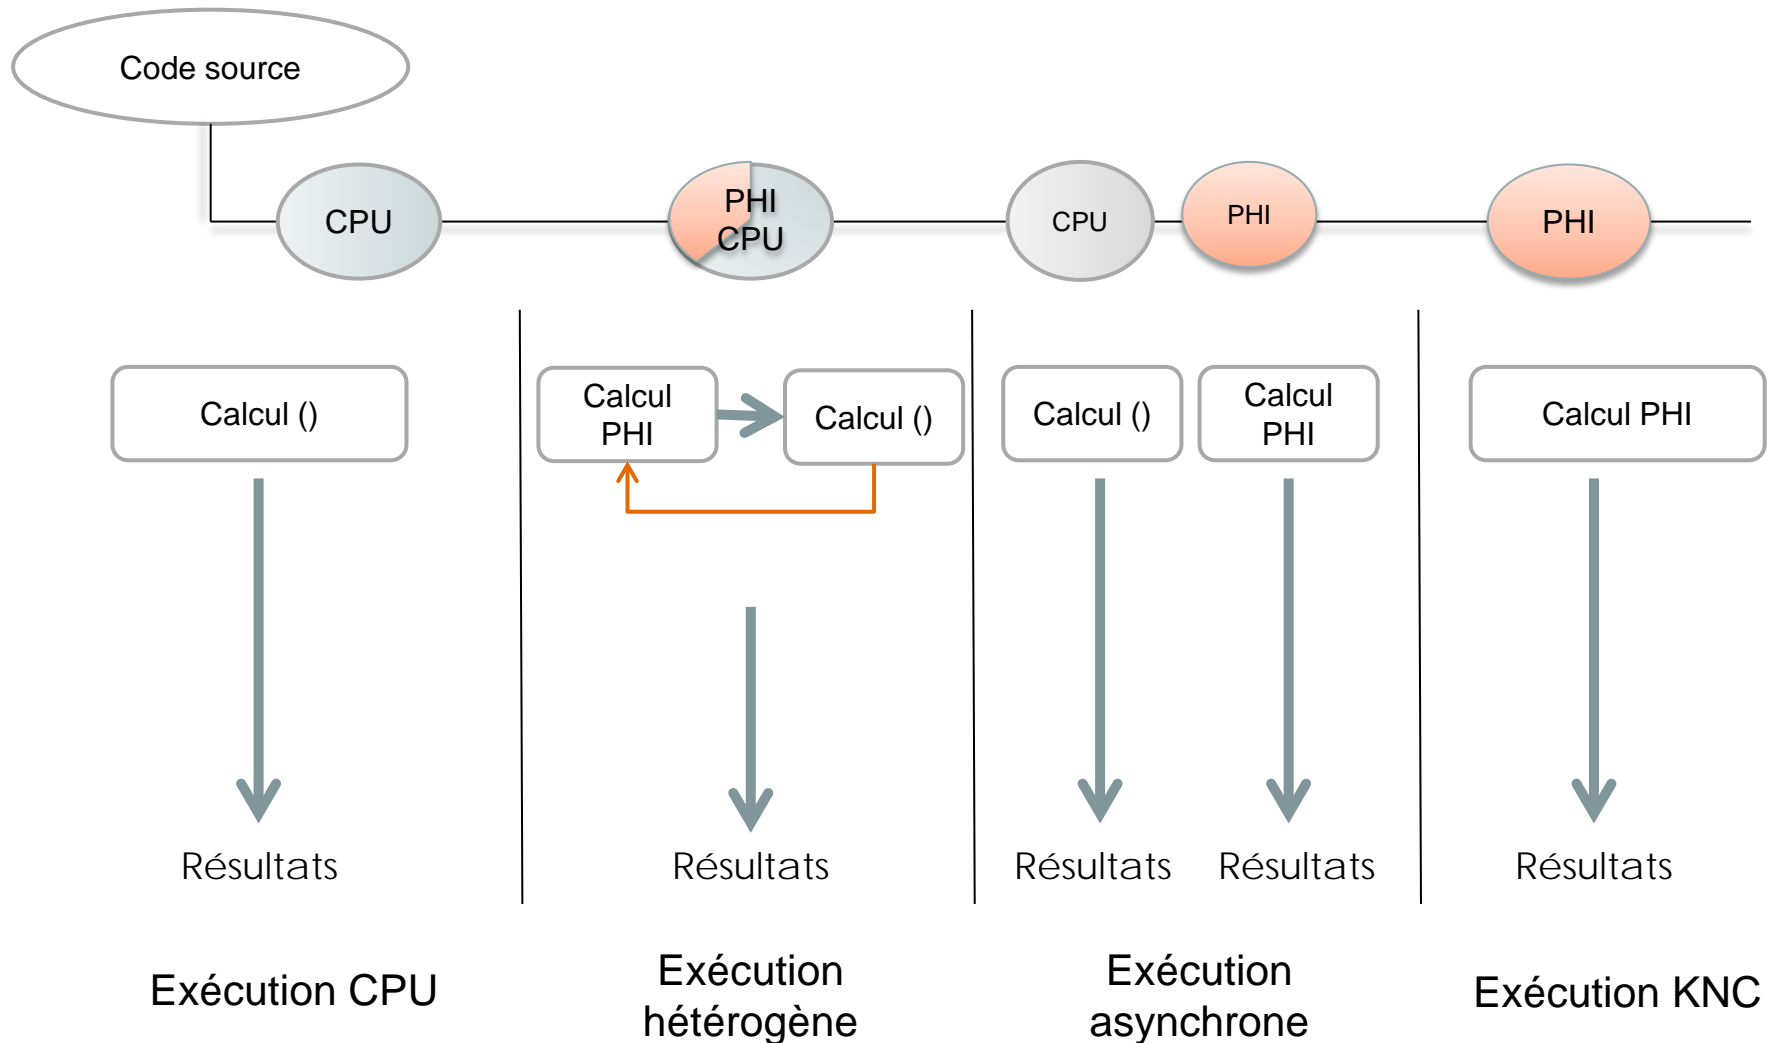 Code source
CPU
PHI
CPU
CPU
PHI
PHI
Calcul ()
Calcul
PHI
Calcul ()
Calcul ()
Calcul
PHI
Calcul PHI
Résultats
Résultats
Résultats
Résultats
Résultats
Exécution CPU
Exécution
hétérogène
Exécution
asynchrone
Exécution KNC